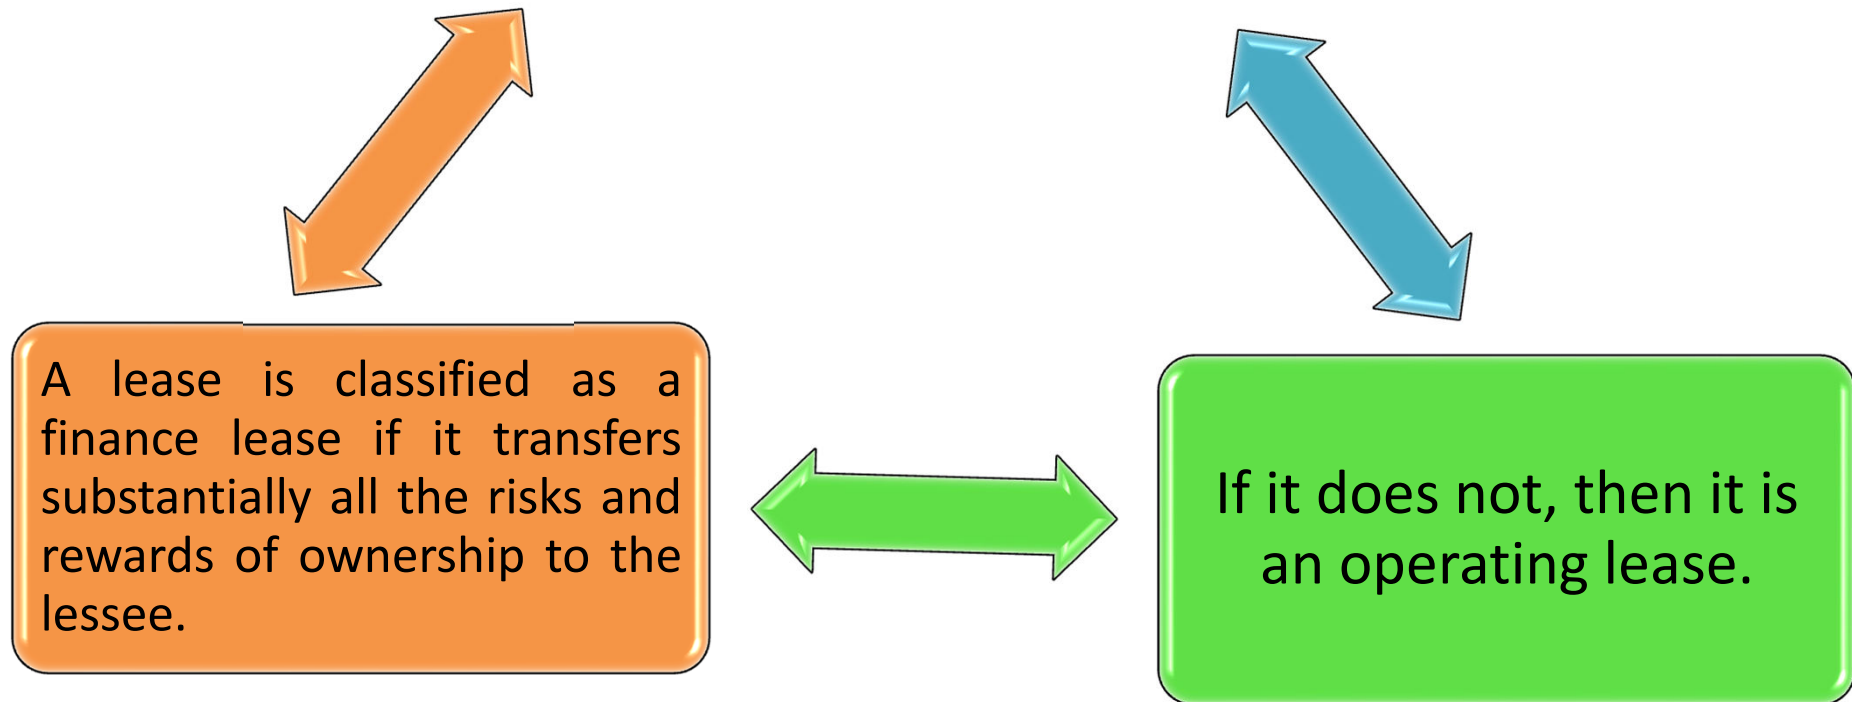 A lease is classified as a
finance lease if it transfers
substantially all the risks and
rewards of ownership to the
lessee.
If it does not, then it is
an operating lease.